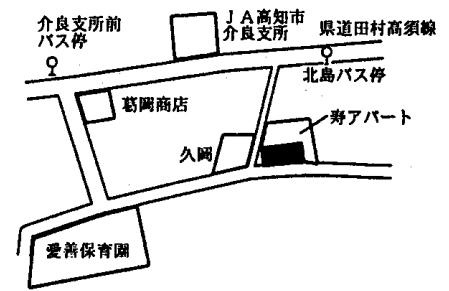 介良支所前
バス停
JA高知市
介良支所
県道田村高須線
北島バス停
葛岡商店
久岡
寿アパート
愛善保育園